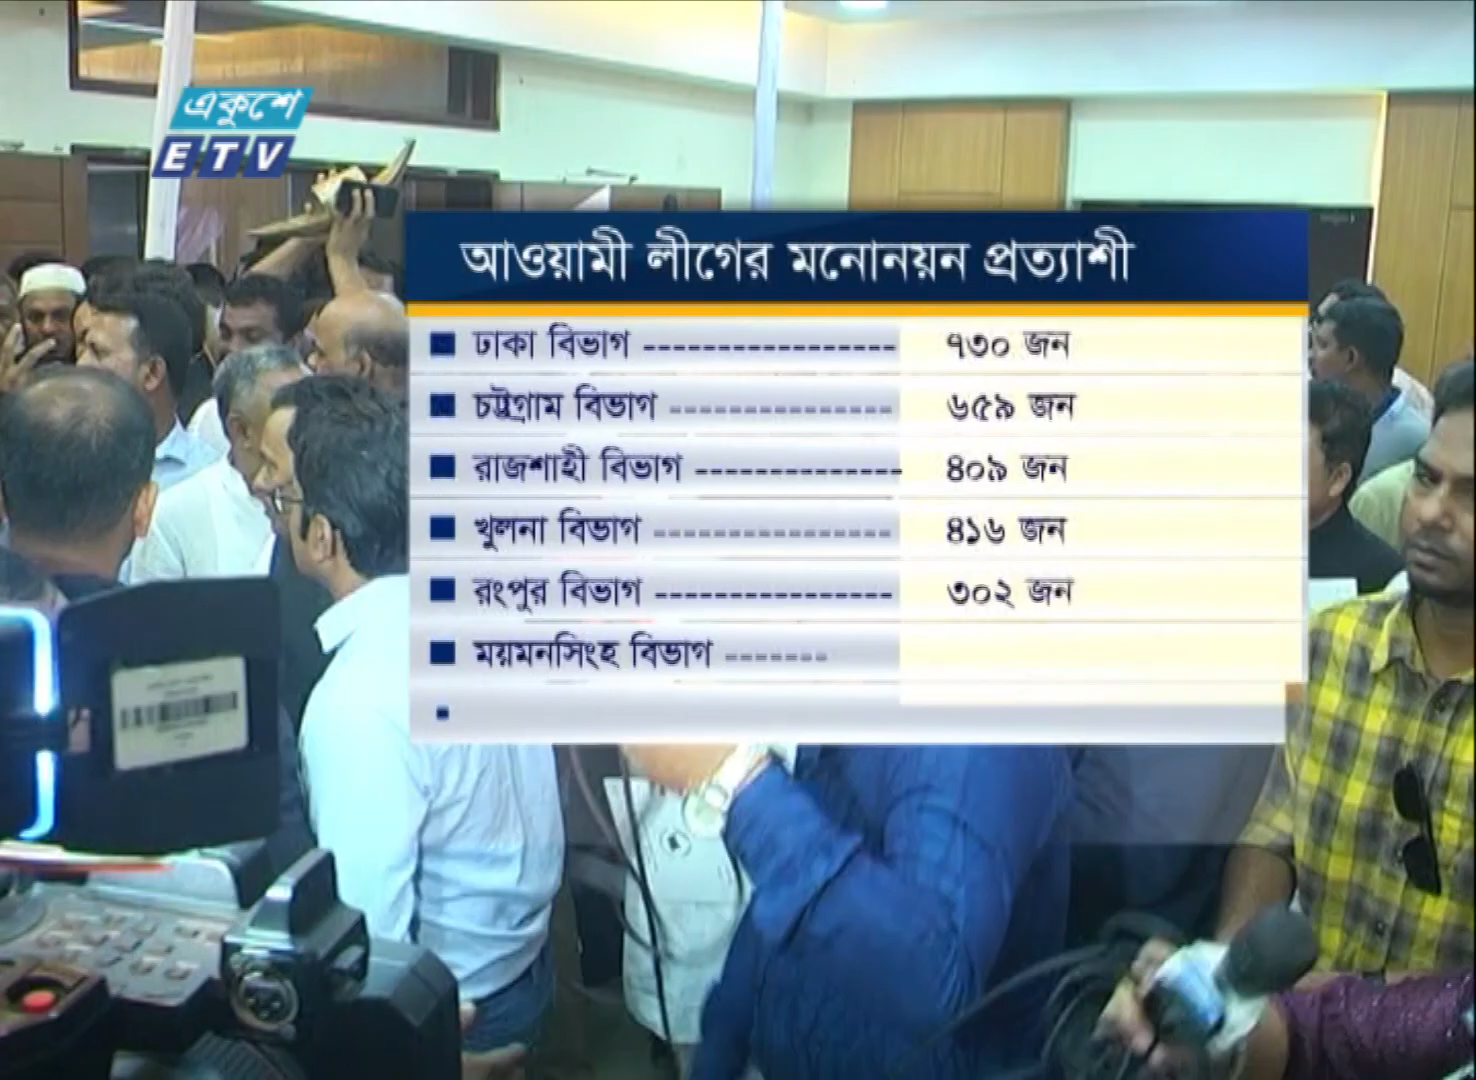 একুশে
ETV
আওয়ামী লীগের মনোনয়ন প্রত্যাশী
ঢাকা বিভাগ ----------------- ৭৩০ জন
চট্টগ্রাম বিভাগ --------------- ৬৫৯ জন
রাজশাহী বিভাগ -------------- ৪০৯ জন
খুলনা বিভাগ ---------------- ৪১৬ জন
রংপুর বিভাগ ---------------- ৩০২ জন
ময়মনসিংহ বিভাগ -------